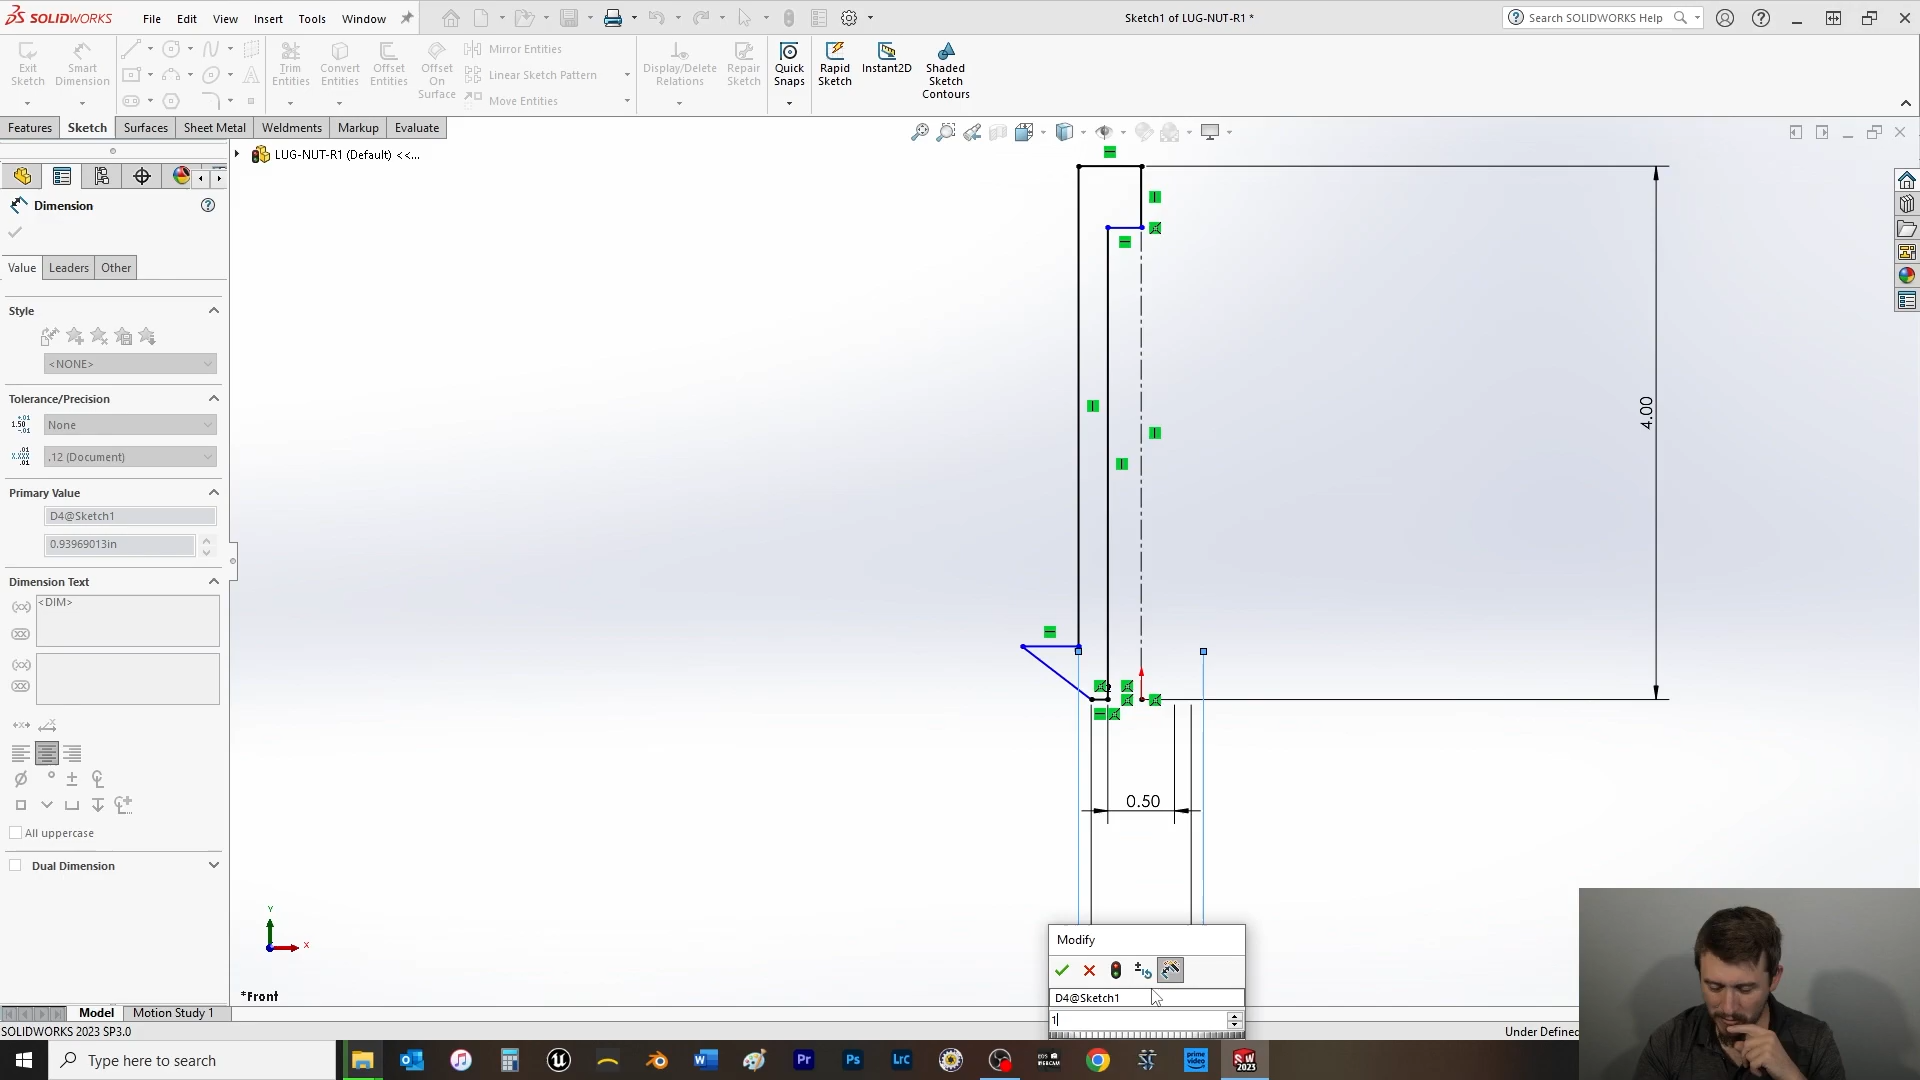 SOLIDWORKS File Edit View Insert Tools Window
Sketch1 of LUG-NUT-R1 *
Search SOLIDWORKS Help
Exit Sketch
Smart Dimension
Trim Entities
Convert Entities
Offset Entities
Offset On Surface
Mirror Entities
Linear Sketch Pattern
Move Entities
Display/Delete Relations
Repair Sketch
Quick Snaps
Rapid Sketch
Instant2D
Shaded Sketch Contours
Features Sketch Surfaces Sheet Metal Weldments Markup Evaluate
LUG-NUT-R1 (Default) <<...
Dimension
Value Leaders Other
Style
<NONE>
Tolerance/Precision
None
.12 (Document)
Primary Value
D4@Sketch1
0.93969013in
Dimension Text
<DIM>
All uppercase
Dual Dimension
4.00
0.50
Y
X
*Front
Modify
D4@Sketch1
1
Model Motion Study 1
SOLIDWORKS 2023 SP3.0
Under Defined
Type here to search